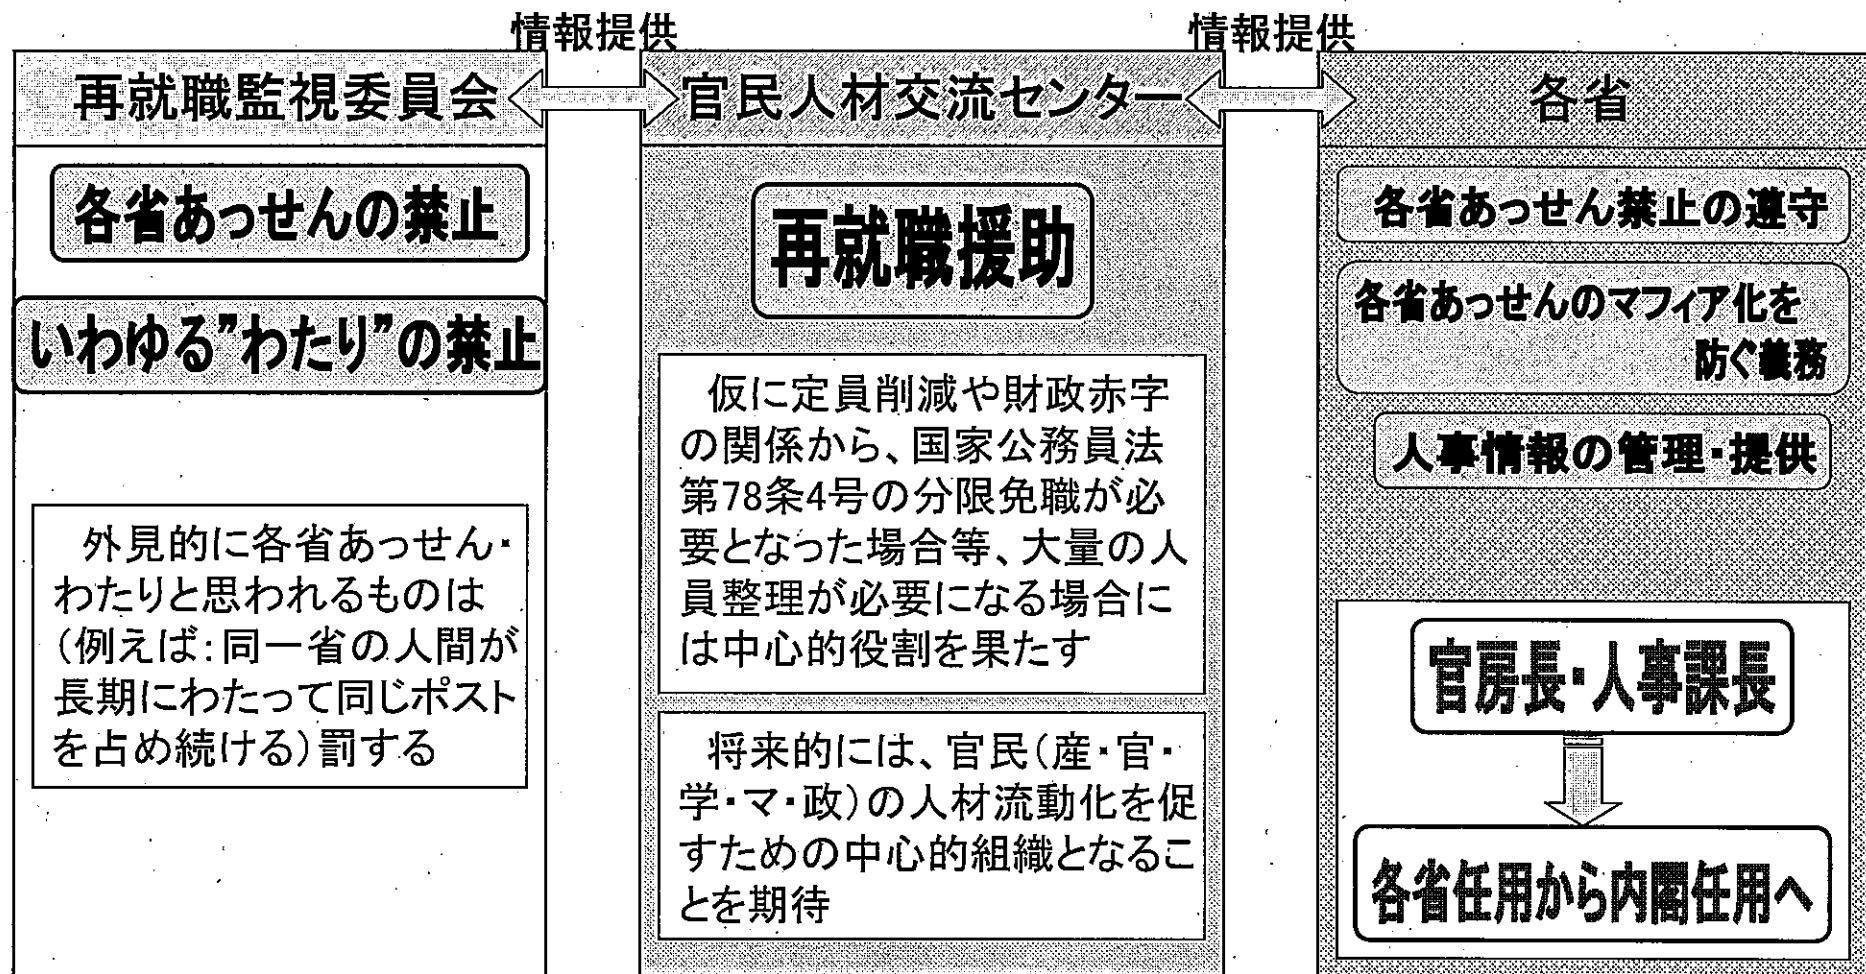 情報提供
情報提供
再就職監視委員会
各省あっせんの禁止
いわゆる”わたり”の禁止
外見的に各省あっせん・
わたりと思われるものは
(例えば:同一省の人間が
長期にわたって同じポスト
を占め続ける)罰する
官民人材交流センター
再就職援助
仮に定員削減や財政赤字
の関係から、国家公務員法
第78条4号の分限免職が必
要となった場合等、大量の人
員整理が必要になる場合に
は中心的役割を果たす
将来的には、官民(産・官・
学・マ・政)の人材流動化を促
すための中心的組織となるこ
とを期待
各省
各省あっせん禁止の遵守
各省あっせんのマフィア化を
防ぐ義務
人事情報の管理・提供
官房長・人事課長
各省任用から内閣任用へ